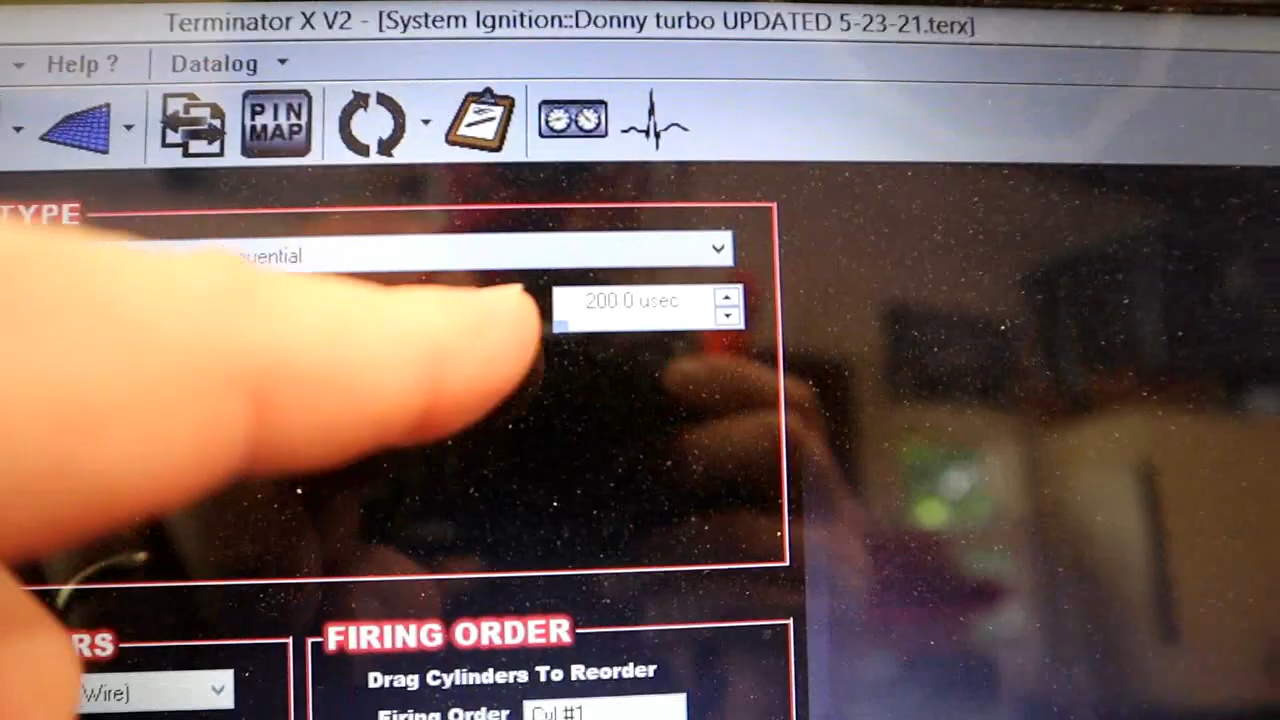 Terminator X V2 - [System Ignition::Donny turbo UPDATED 5-23-21.terx]
Help ? Datalog
PIN
MAP
TYPE
uential
200 0 usec
RS
FIRING ORDER
Wire)
Drag Cylinders To Reorder
Firing Order Cyl #1